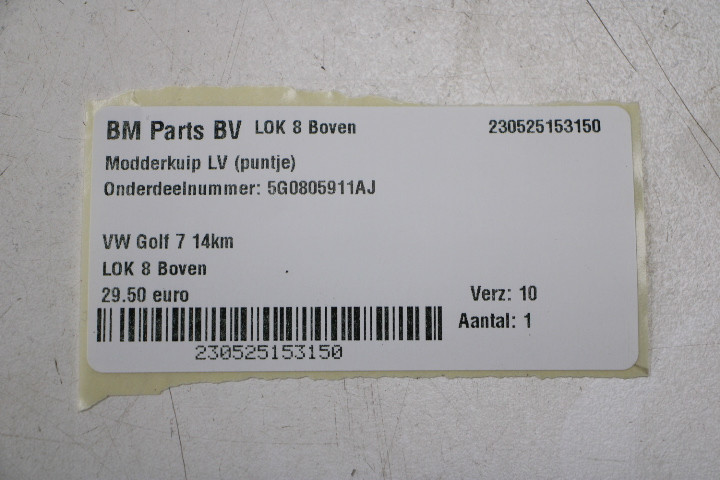 BM Parts BV LOK 8 Boven 230525153150
Modderkuip LV (puntje)
Onderdeelnummer: 5G0805911AJ
VW Golf 7 14km
LOK 8 Boven
29.50 euro Verz: 10
Aantal: 1
230525153150